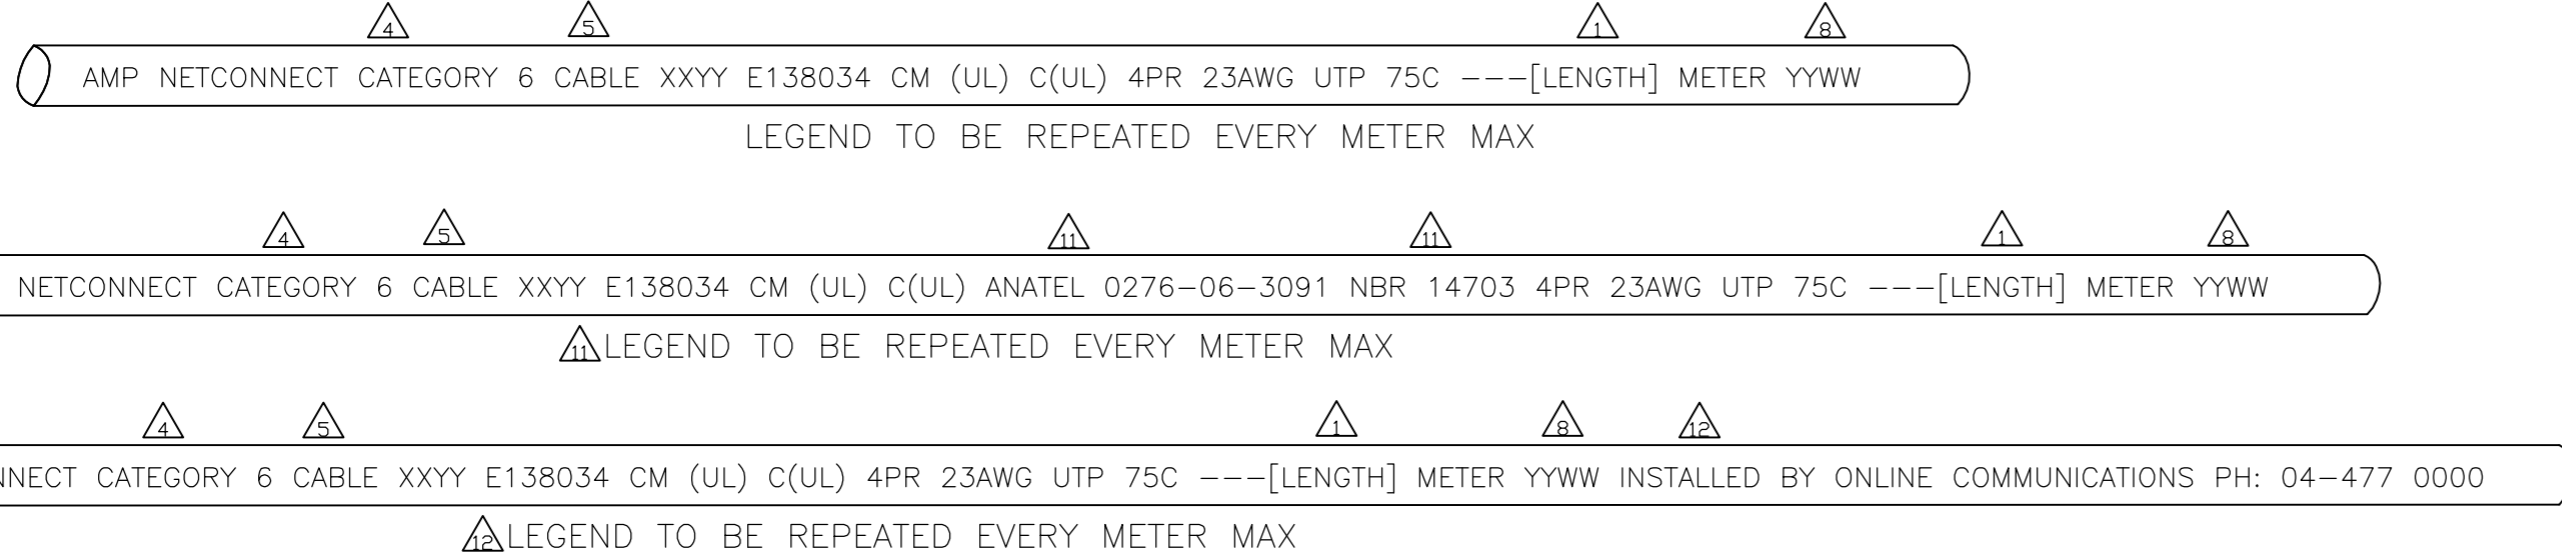 4 5 1 8
AMP NETCONNECT CATEGORY 6 CABLE XXYY E138034 CM (UL) C(UL) 4PR 23AWG UTP 75C ---[LENGTH] METER YYWW
LEGEND TO BE REPEATED EVERY METER MAX
4 5 11 11 1 8
NETCONNECT CATEGORY 6 CABLE XXYY E138034 CM (UL) C(UL) ANATEL 0276-06-3091 NBR 14703 4PR 23AWG UTP 75C ---[LENGTH] METER YYWW
11 LEGEND TO BE REPEATED EVERY METER MAX
4 5 1 8 12
NNECT CATEGORY 6 CABLE XXYY E138034 CM (UL) C(UL) 4PR 23AWG UTP 75C ---[LENGTH] METER YYWW INSTALLED BY ONLINE COMMUNICATIONS PH: 04-477 0000
12 LEGEND TO BE REPEATED EVERY METER MAX